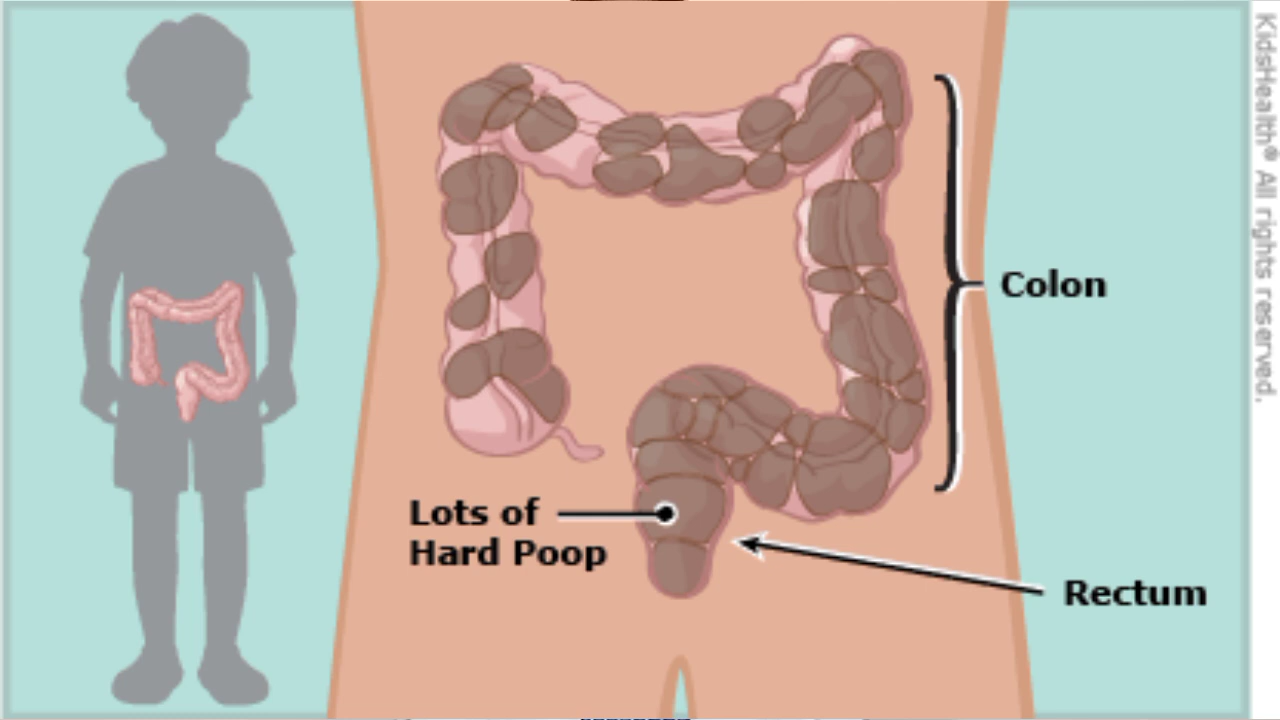 Colon
Lots of
Hard Poop
Rectum
KidsHealth® All rights reserved.